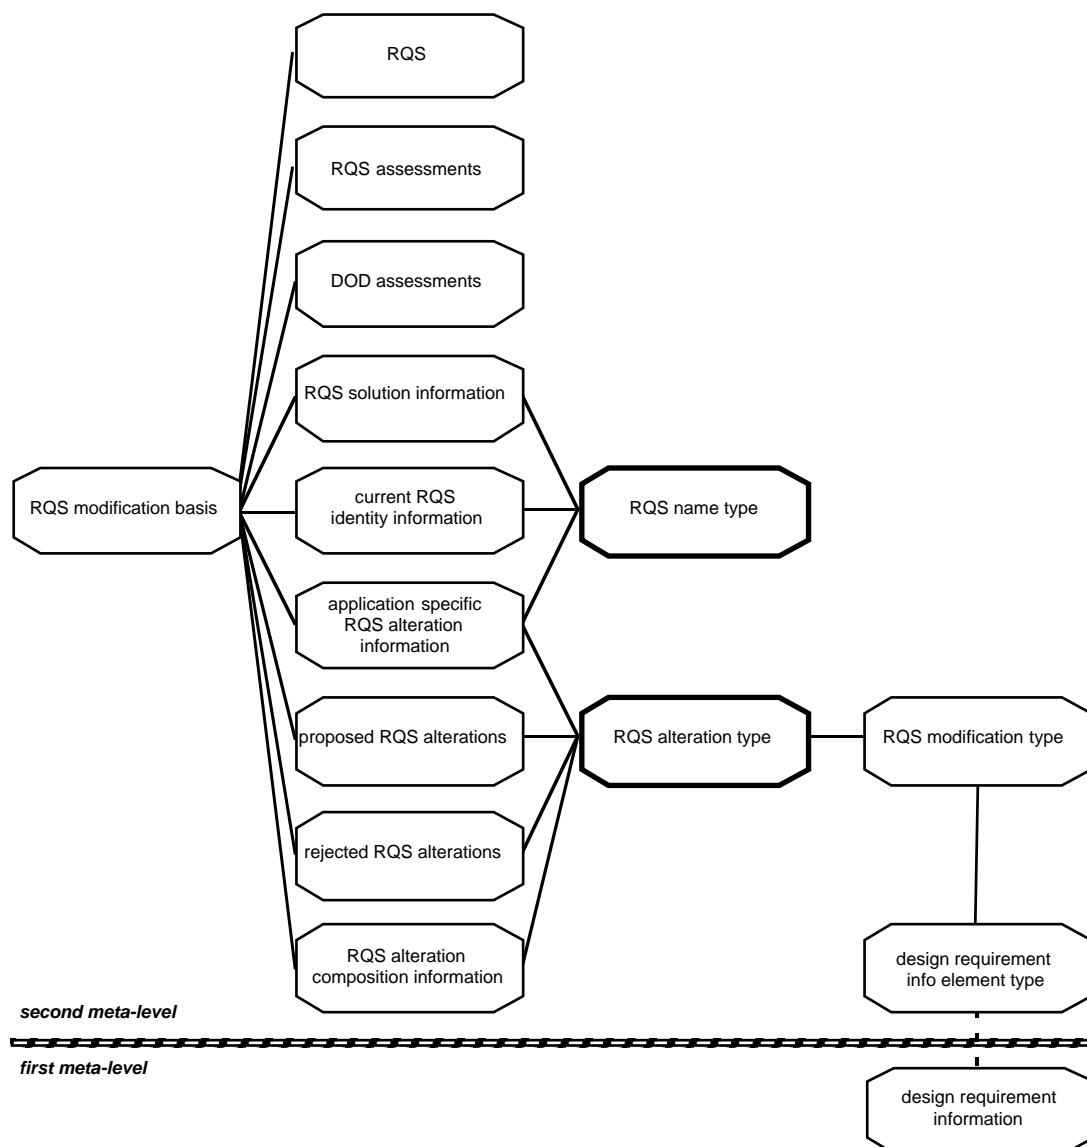 RQS
RQS assessments
DOD assessments
RQS solution information
RQS modification basis
current RQS
identity information
RQS name type
application specific
RQS alteration
information
proposed RQS alterations
RQS alteration type
RQS modification type
rejected RQS alterations
RQS alteration
composition information
design requirement
info element type
second meta-level
first meta-level
design requirement
information